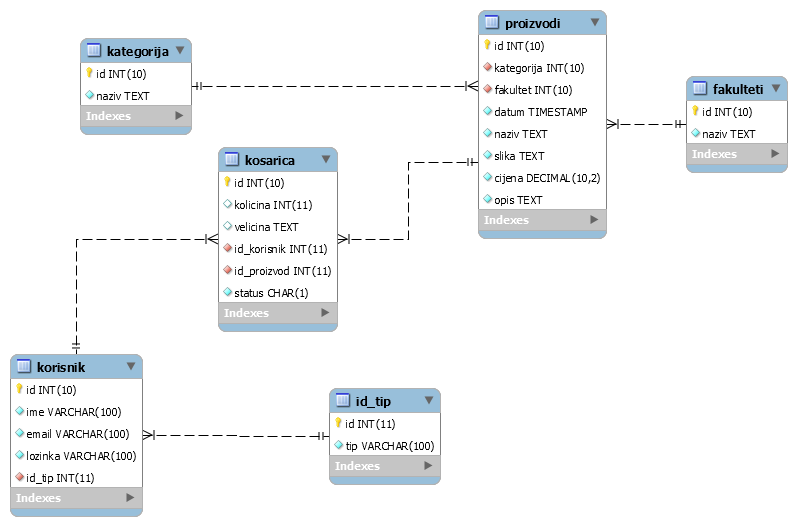 kategorija
id INT(10)
naziv TEXT
Indexes
proizvodi
id INT(10)
kategorija INT(10)
fakultet INT(10)
datum TIMESTAMP
naziv TEXT
slika TEXT
cijena DECIMAL(10,2)
opis TEXT
Indexes
fakulteti
id INT(10)
naziv TEXT
Indexes
kosarica
id INT(10)
kolicina INT(11)
velicina TEXT
id_korisnik INT(11)
id_proizvod INT(11)
status CHAR(1)
Indexes
korisnik
id INT(10)
ime VARCHAR(100)
email VARCHAR(100)
lozinka VARCHAR(100)
id_tip INT(11)
Indexes
id_tip
id INT(11)
tip VARCHAR(100)
Indexes